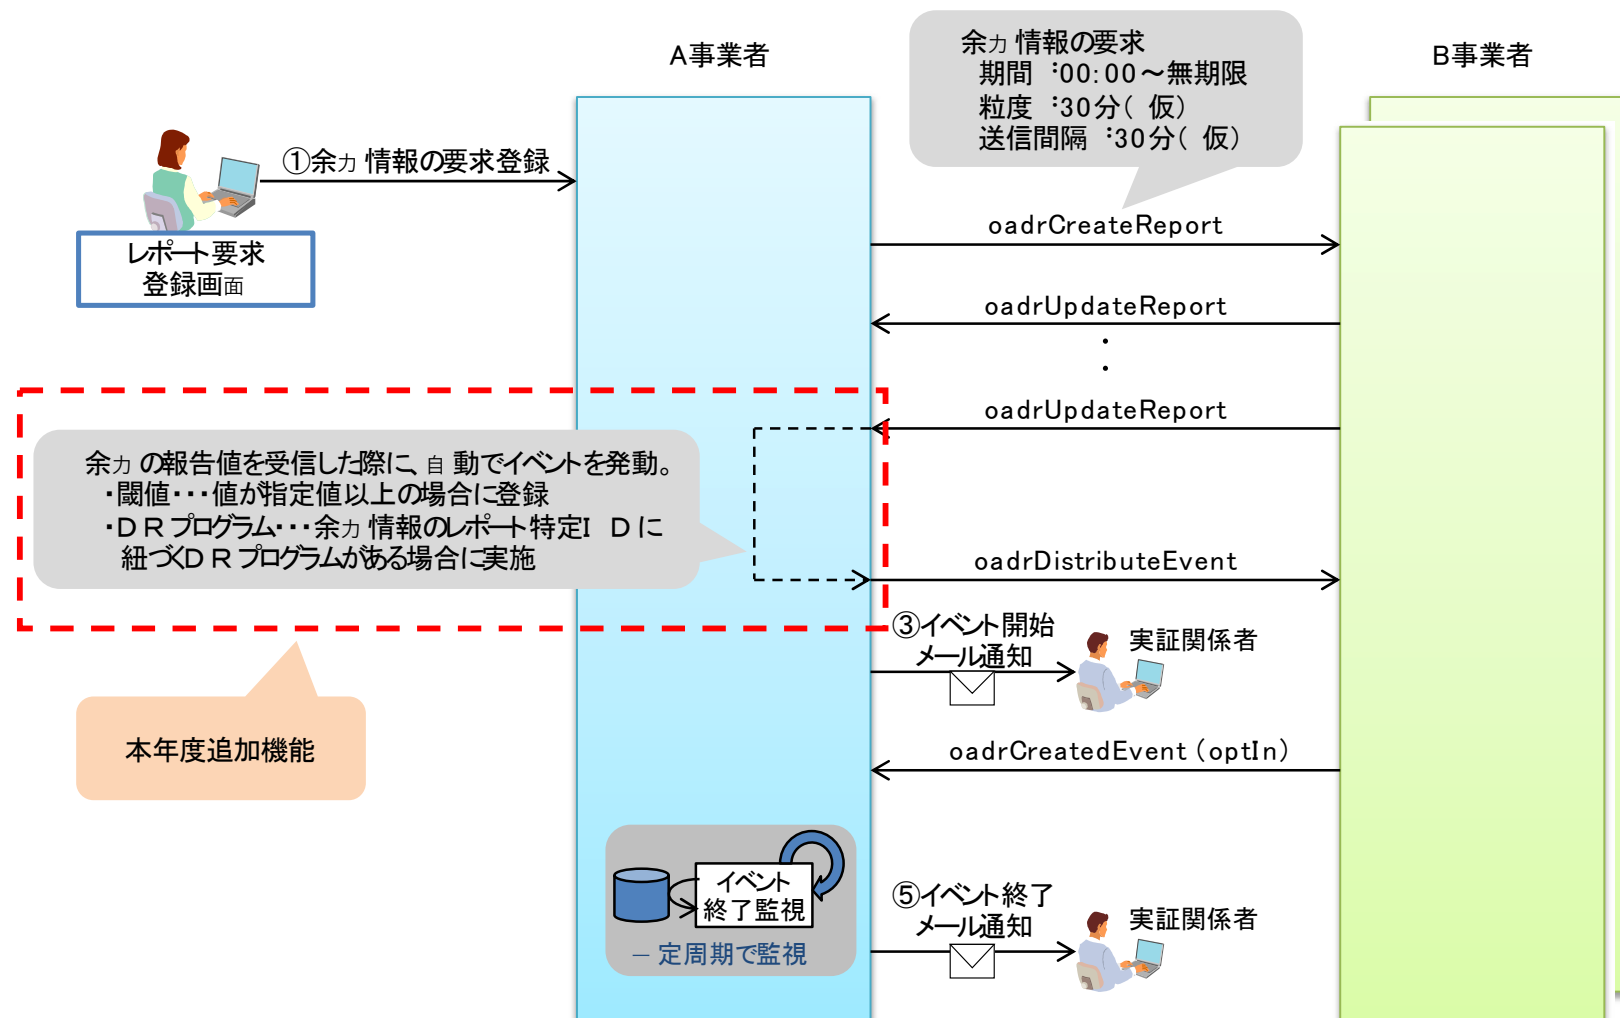 A事業者
B事業者
余力情報の要求
期間:00:00～無期限
粒度:30分(仮)
送信間隔:30分(仮)
①余力情報の要求登録
レポート要求
登録画面
oadrCreateReport
oadrUpdateReport
・
・
oadrUpdateReport
余力の報告値を受信した際に、自動でイベントを発動。
・閾値・・・値が指定値以上の場合に登録
・DRプログラム・・・余力情報のレポート特定IDに
紐づくDRプログラムがある場合に実施
oadrDistributeEvent
③イベント開始
メール通知
実証関係者
本年度追加機能
oadrCreatedEvent(optIn)
イベント
終了監視
一定周期で監視
⑤イベント終了
メール通知
実証関係者